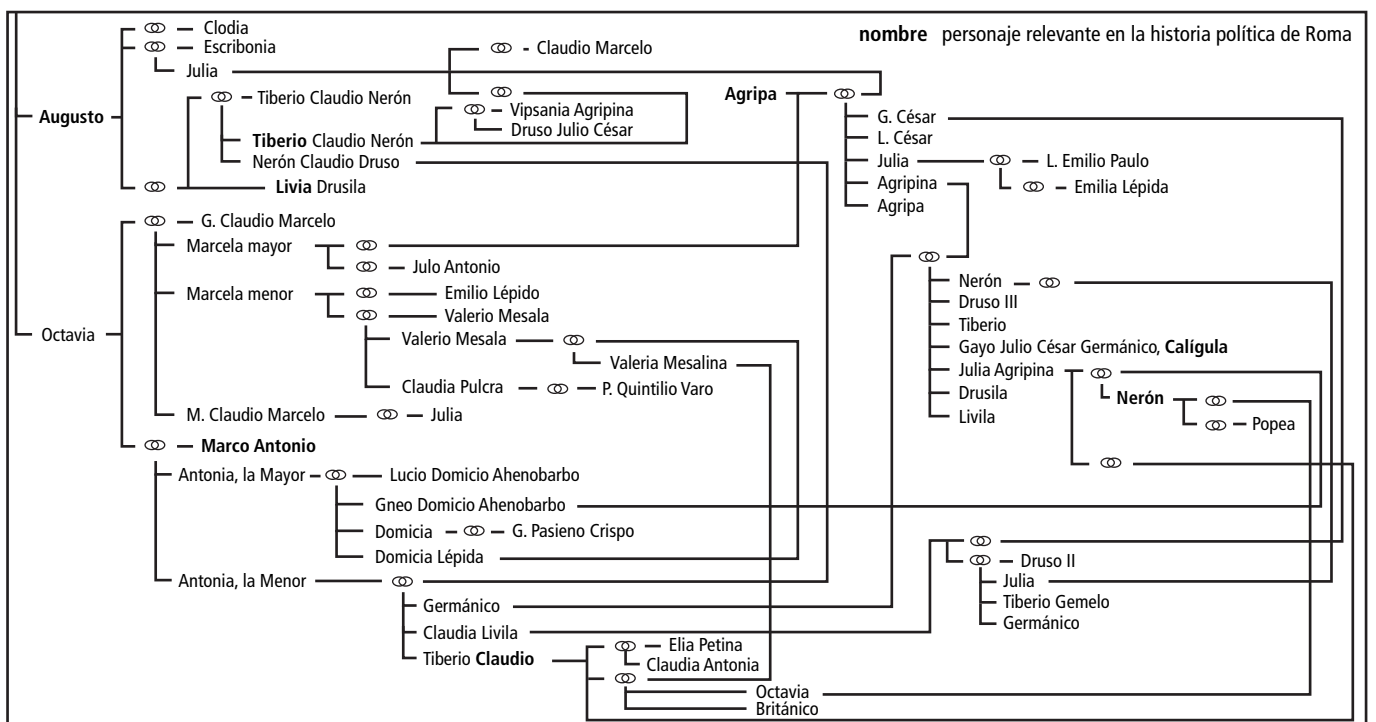 Clodia
Escribonia
nombre personaje relevante en la historia política de Roma
Claudio Marcelo
Julia
Tiberio Claudio Nerón
Agripa
Vipsania Agripina
Augusto
G. César
Druso Julio César
Tiberio Claudio Nerón
L. César
Nerón Claudio Druso
Julia
L. Emilio Paulo
Livia Drusila
Agripina
Emilia Lépida
Agripa
G. Claudio Marcelo
Marcela mayor
Julo Antonio
Marcela menor
Emilio Lépido
Nerón
Valerio Mesala
Druso III
Octavia
Valerio Mesala
Tiberio
Gayo Julio César Germánico, Calígula
Valeria Mesalina
Julia Agripina
Claudia Pulcra
P. Quintilio Varo
Drusila
Nerón
M. Claudio Marcelo
Julia
Livila
Popea
Marco Antonio
Antonia, la Mayor
Lucio Domicio Ahenobarbo
Gneo Domicio Ahenobarbo
Domicia
G. Pasieno Crispo
Domicia Lépida
Druso II
Antonia, la Menor
Julia
Germánico
Tiberio Gemelo
Germánico
Claudia Livila
Elia Petina
Tiberio Claudio
Claudia Antonia
Octavia
Británico